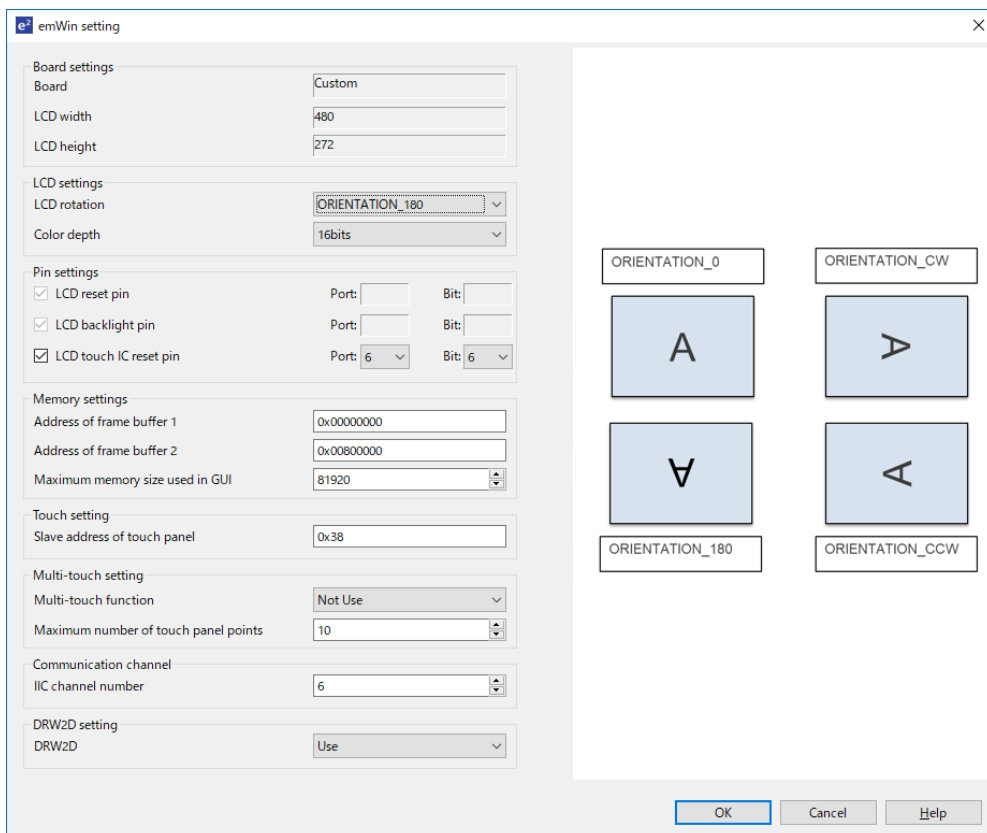 e² emWin setting
Board settings
Board Custom
LCD width 480
LCD height 272
LCD settings
LCD rotation ORIENTATION_180
Color depth 16bits
Pin settings
LCD reset pin Port: Bit:
LCD backlight pin Port: Bit:
LCD touch IC reset pin Port: 6 Bit: 6
Memory settings
Address of frame buffer 1 0x00000000
Address of frame buffer 2 0x00800000
Maximum memory size used in GUI 81920
Touch setting
Slave address of touch panel 0x38
Multi-touch setting
Multi-touch function Not Use
Maximum number of touch panel points 10
Communication channel
IIC channel number 6
DRW2D setting
DRW2D Use
ORIENTATION_0 ORIENTATION_CW
A A
A A
ORIENTATION_180 ORIENTATION_CCW
OK Cancel Help